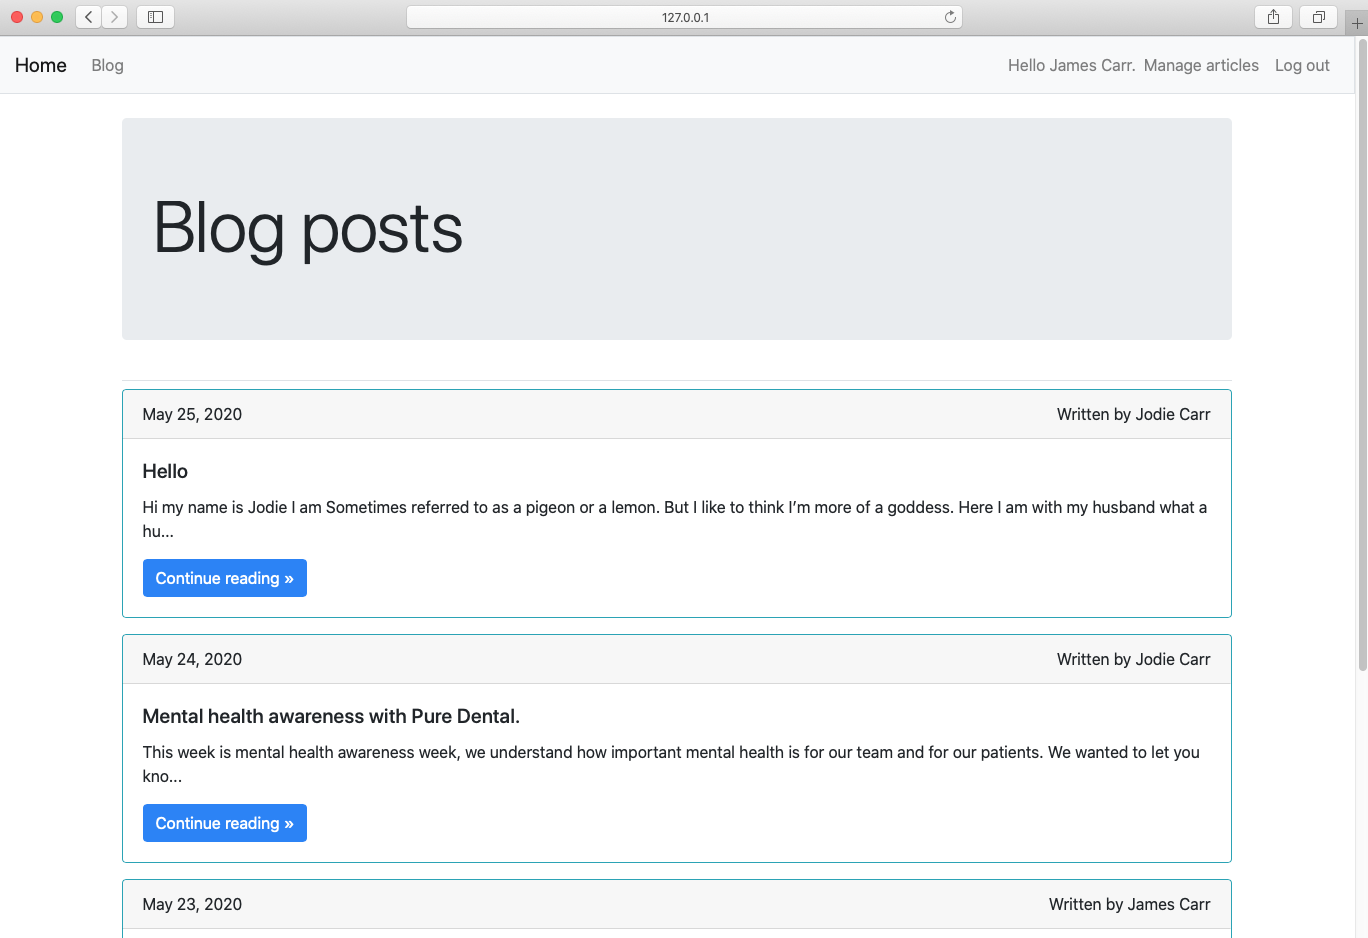 127.0.0.1
Home Blog Hello James Carr. Manage articles Log out
Blog posts
May 25, 2020 Written by Jodie Carr
Hello
Hi my name is Jodie I am Sometimes referred to as a pigeon or a lemon. But I like to think I’m more of a goddess. Here I am with my husband what a
hu...
Continue reading »
May 24, 2020 Written by Jodie Carr
Mental health awareness with Pure Dental.
This week is mental health awareness week, we understand how important mental health is for our team and for our patients. We wanted to let you
kno...
Continue reading »
May 23, 2020 Written by James Carr